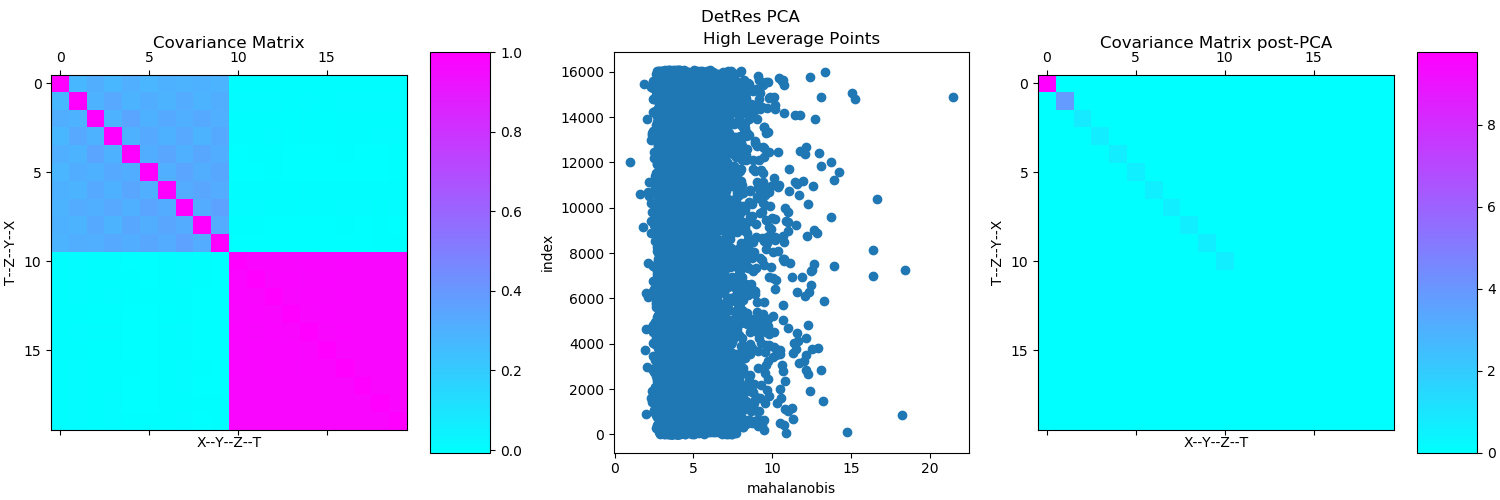 DetRes PCA
Covariance Matrix
0 5 10 15
0
5
10
15
T--Z--Y--X
X--Y--Z--T
1.0
0.8
0.6
0.4
0.2
0.0
High Leverage Points
16000
14000
12000
10000
8000
6000
4000
2000
0
index
0 5 10 15 20
mahalanobis
Covariance Matrix post-PCA
0 5 10 15
0
5
10
15
T--Z--Y--X
X--Y--Z--T
8
6
4
2
0